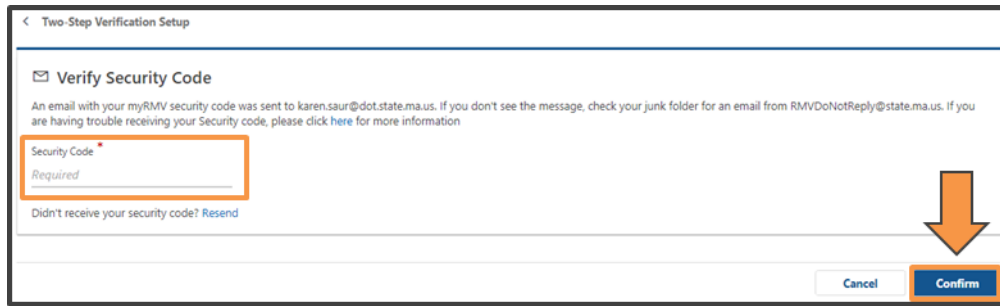 < Two-Step Verification Setup
Verify Security Code
An email with your myRMV security code was sent to karen.saur@dot.state.ma.us. If you don't see the message, check your junk folder for an email from RMVDoNotReply@state.ma.us. If you
are having trouble receiving your Security code, please click here for more information
Security Code *
Required
Didn't receive your security code? Resend
Cancel Confirm